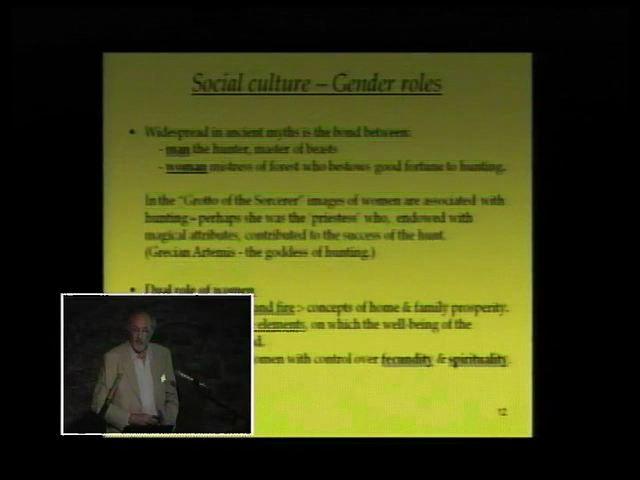 Social culture – Gender roles
• Widespread in ancient myths is the bond between:
- man the hunter, master of beasts
- woman mistress of forest who bestows good fortune to hunting.
In the "Grotto of the Sorcerer" images of women are associated with
hunting – perhaps she was the 'priestess' who, endowed with
magical attributes, contributed to the success of the hunt.
(Grecian Artemis - the goddess of hunting.)
• Dual role of women
and fire :- concepts of home & family prosperity.
elements, on which the well-being of the
with control over fecundity & spirituality.
12